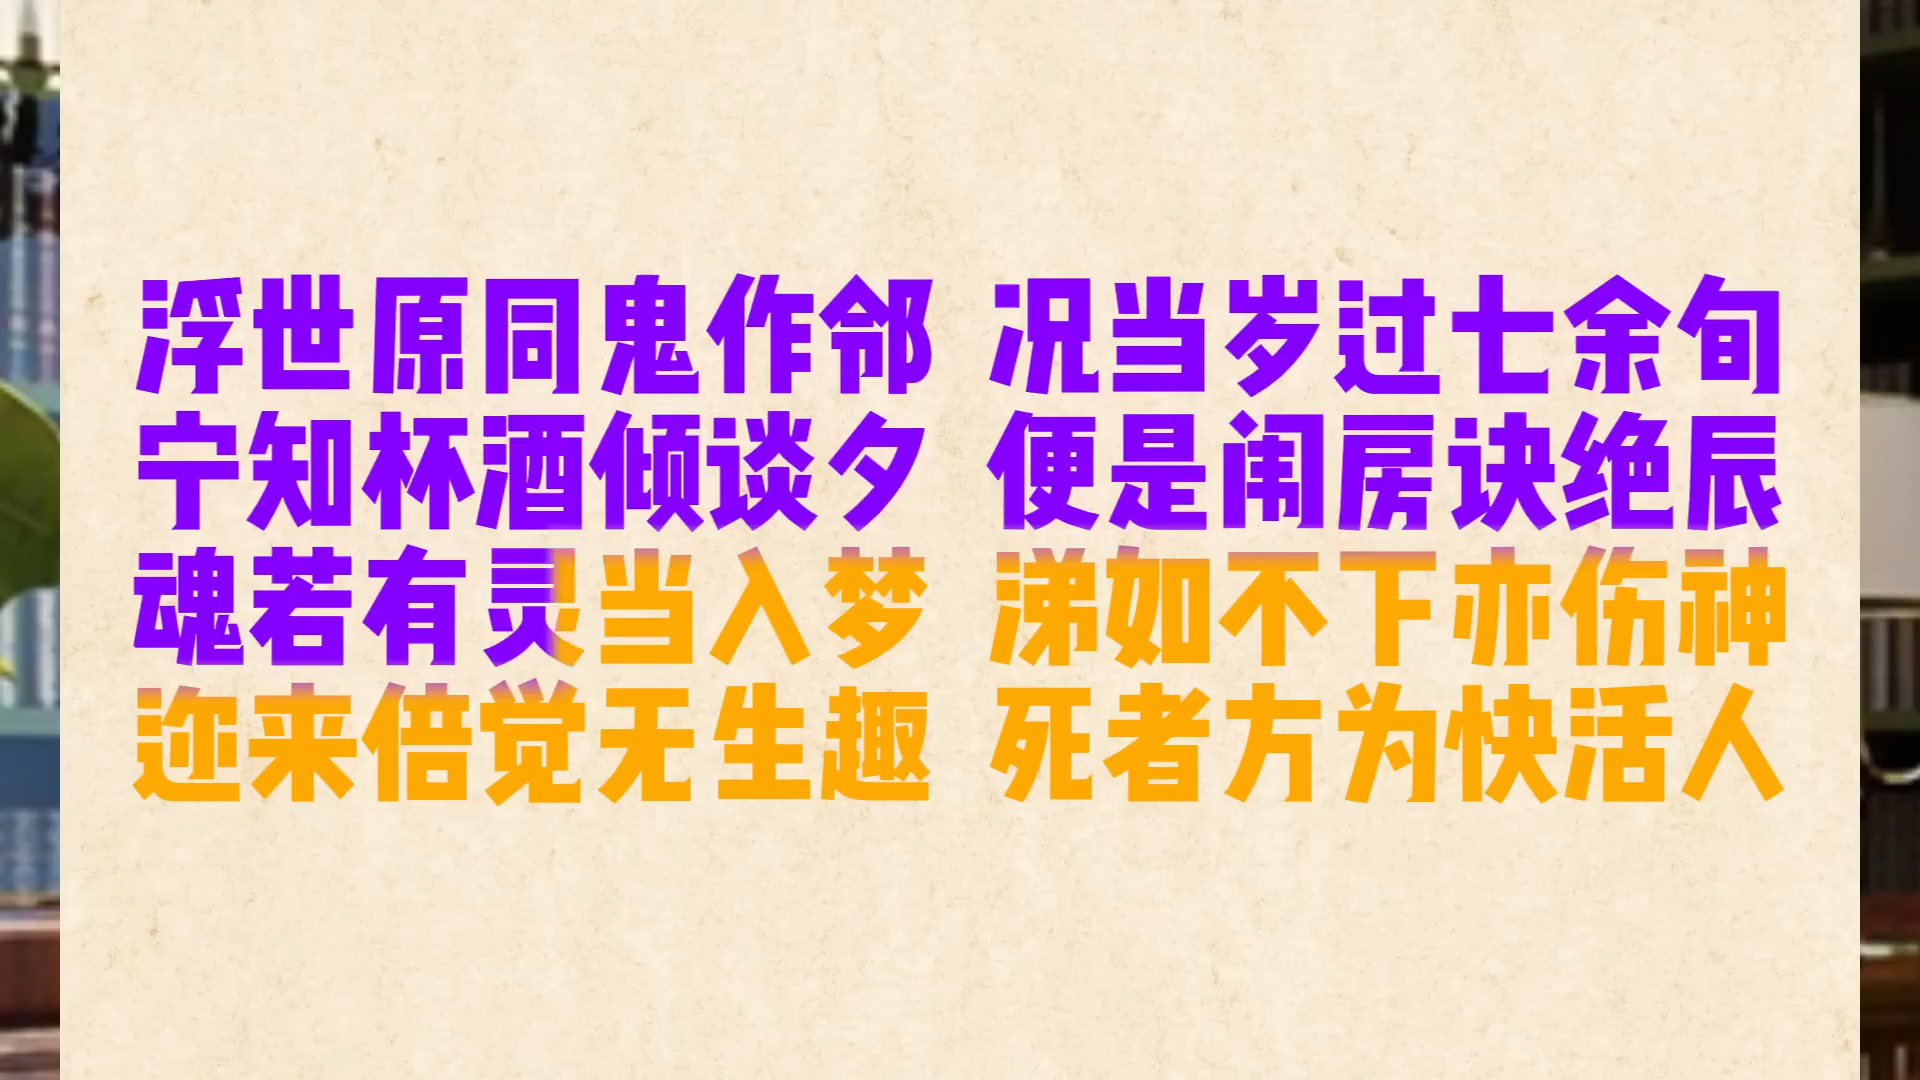 浮世原同鬼作邻 况当岁过七余旬
宁知杯酒倾谈夕 便是闹房诀绝辰
魂若有灵当入梦 涕如不下亦伤神
迩来倍觉无生趣 死者方为快活人